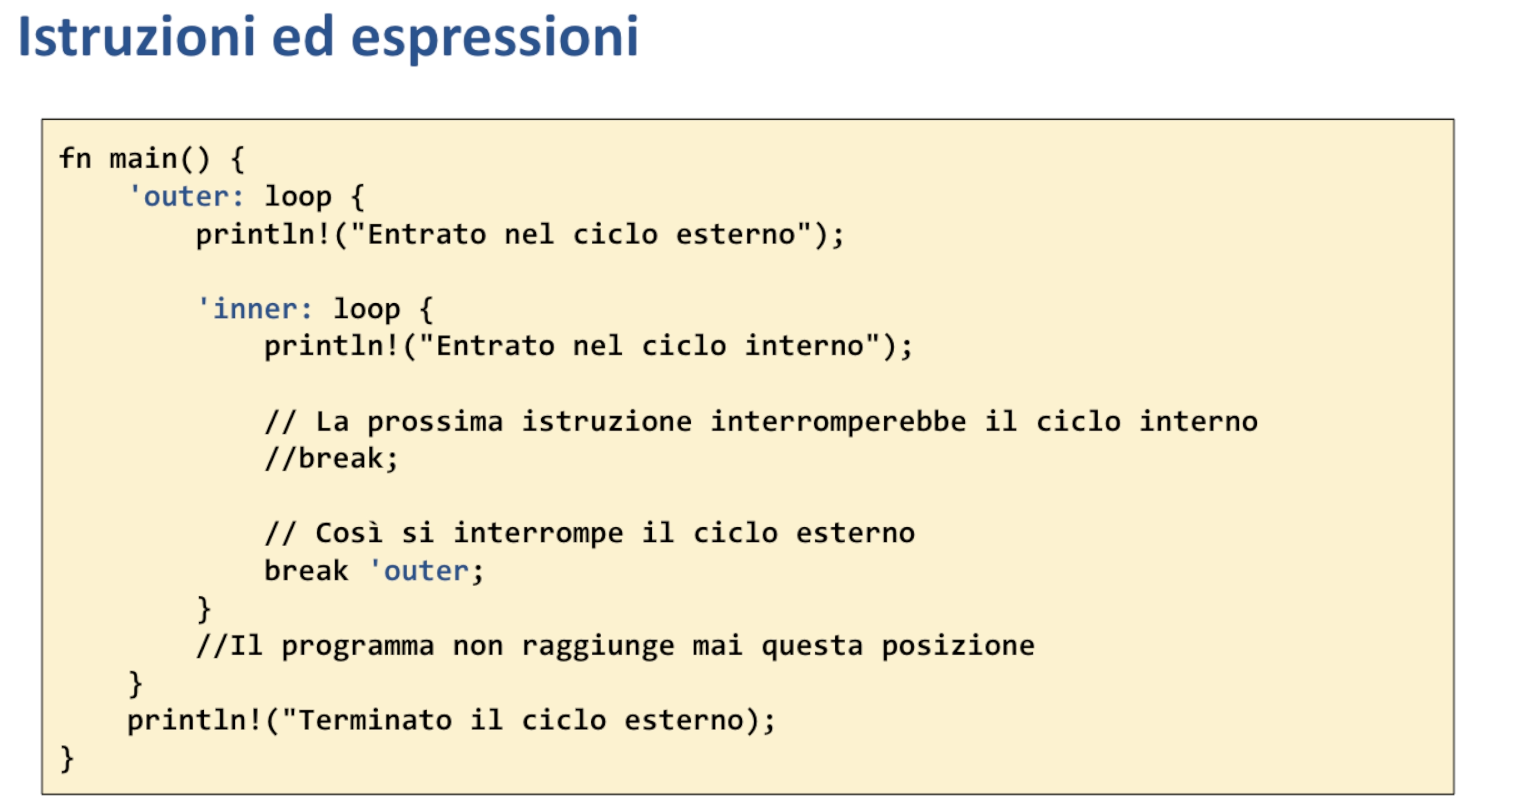 Istruzioni ed espressioni
fn main() {
'outer: loop {
println!("Entrato nel ciclo esterno");
'inner: loop {
println!("Entrato nel ciclo interno");
// La prossima istruzione interromperebbe il ciclo interno
//break;
// Così si interrompe il ciclo esterno
break 'outer;
}
//Il programma non raggiunge mai questa posizione
}
println!("Terminato il ciclo esterno);
}